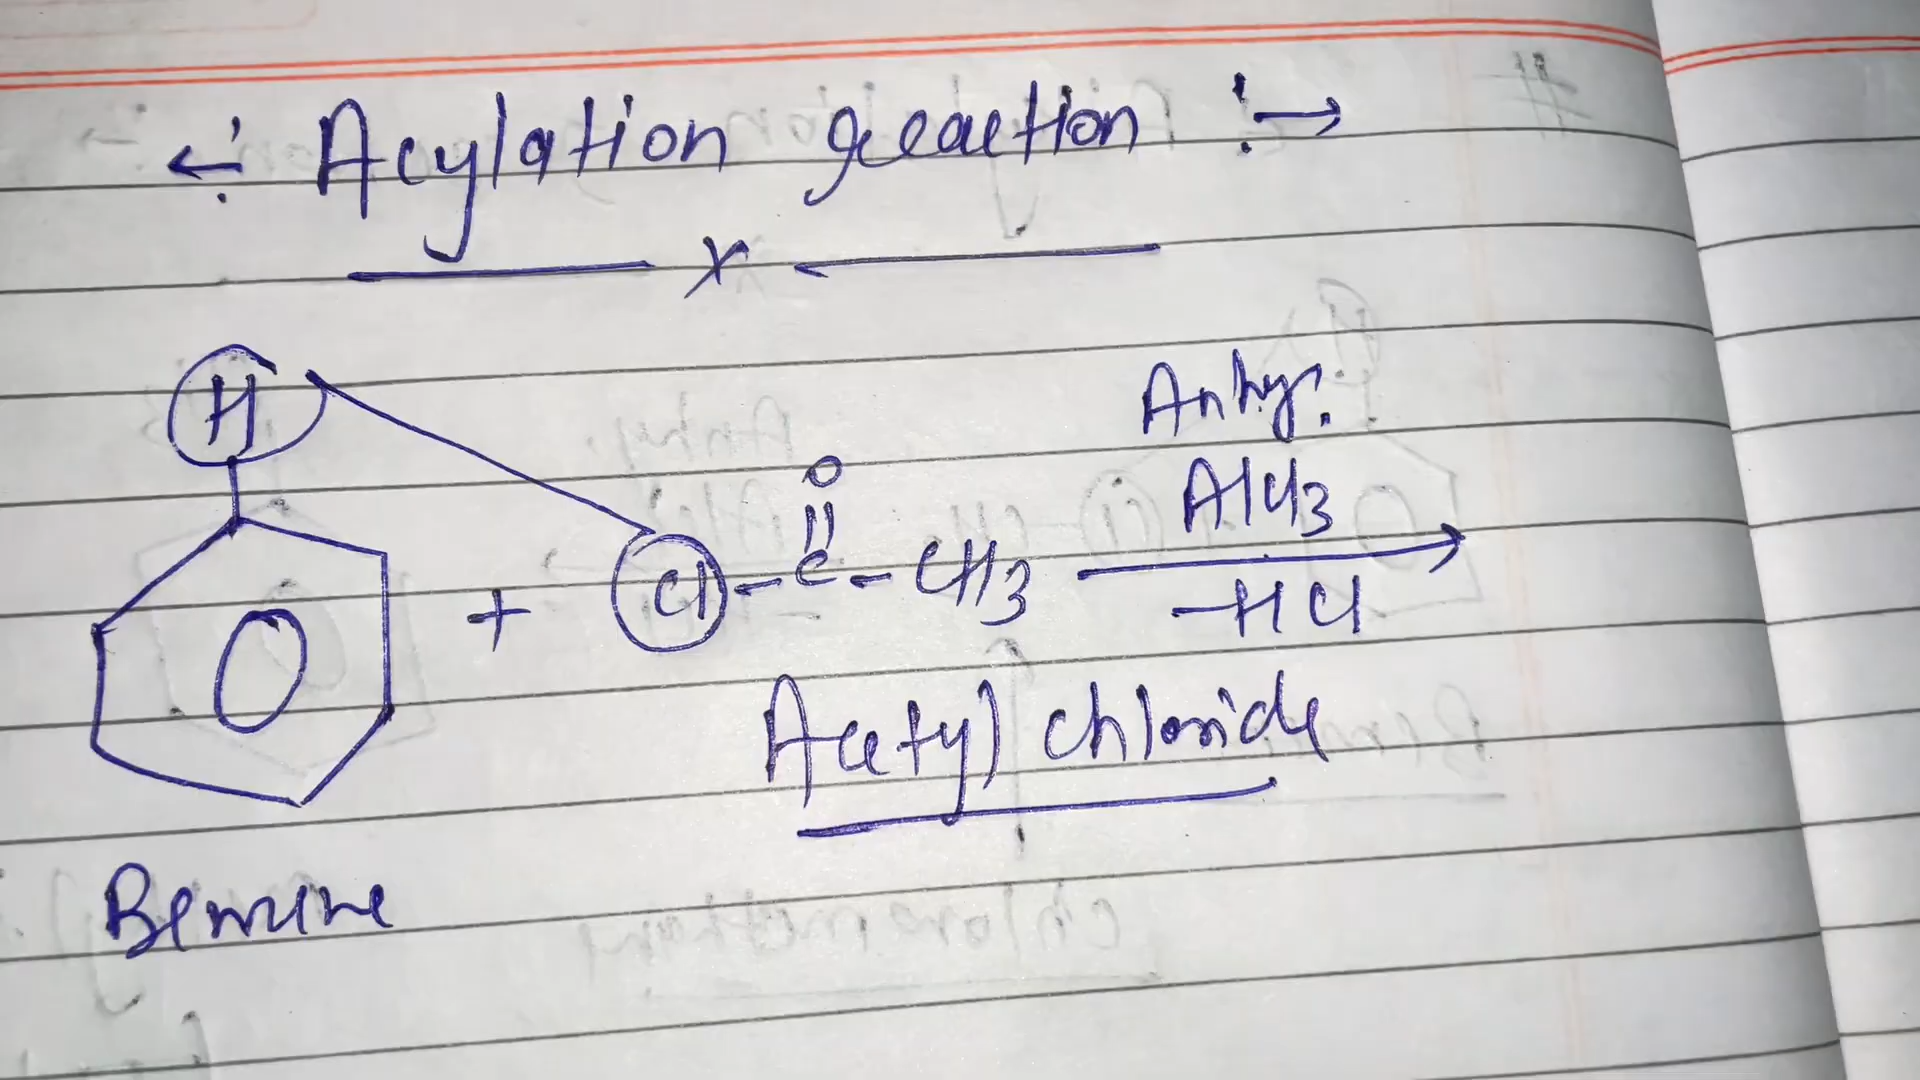 ← Acylation reaction :→
x
H
O
Cl - C - CH3
+
Anhy.
AlCl3
-HCl
Acetyl chloride
Benzene